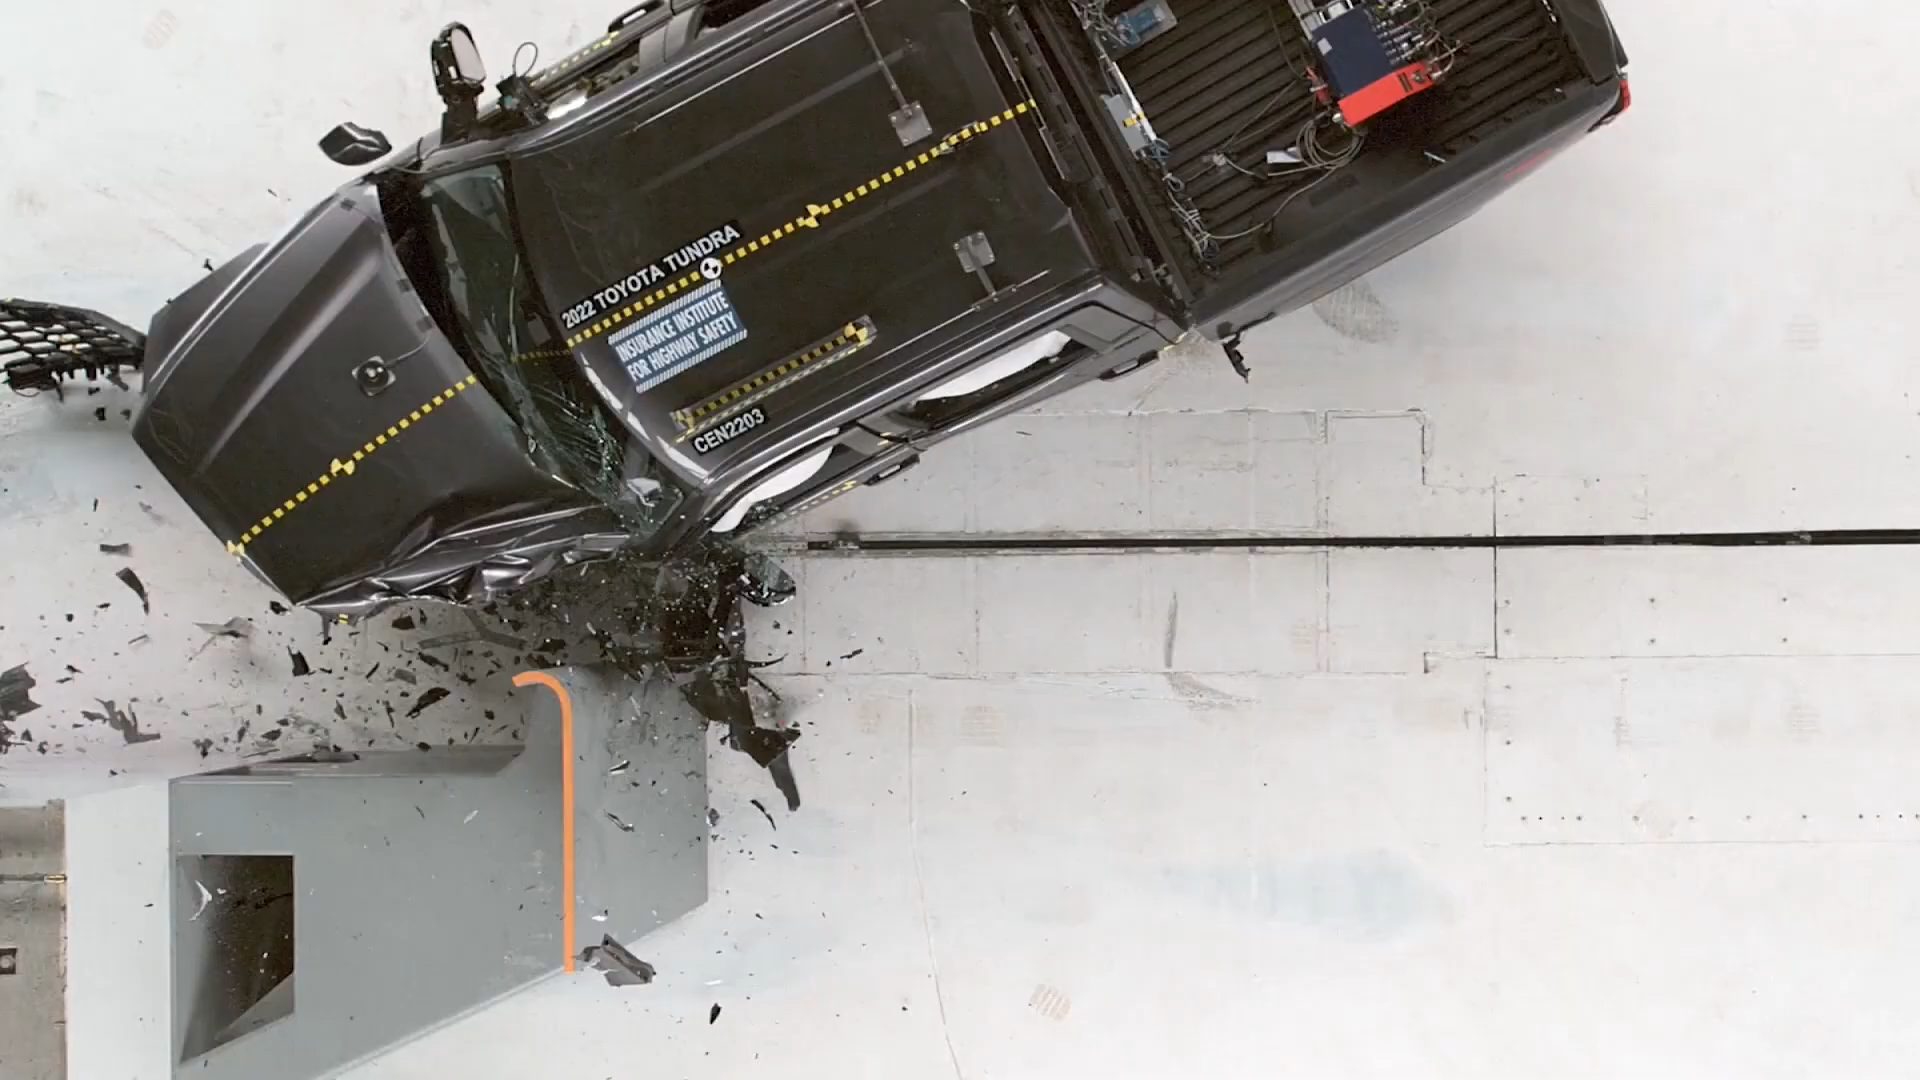 2022 TOYOTA TUNDRA
INSURANCE INSTITUTE
FOR HIGHWAY SAFETY
CEN2203